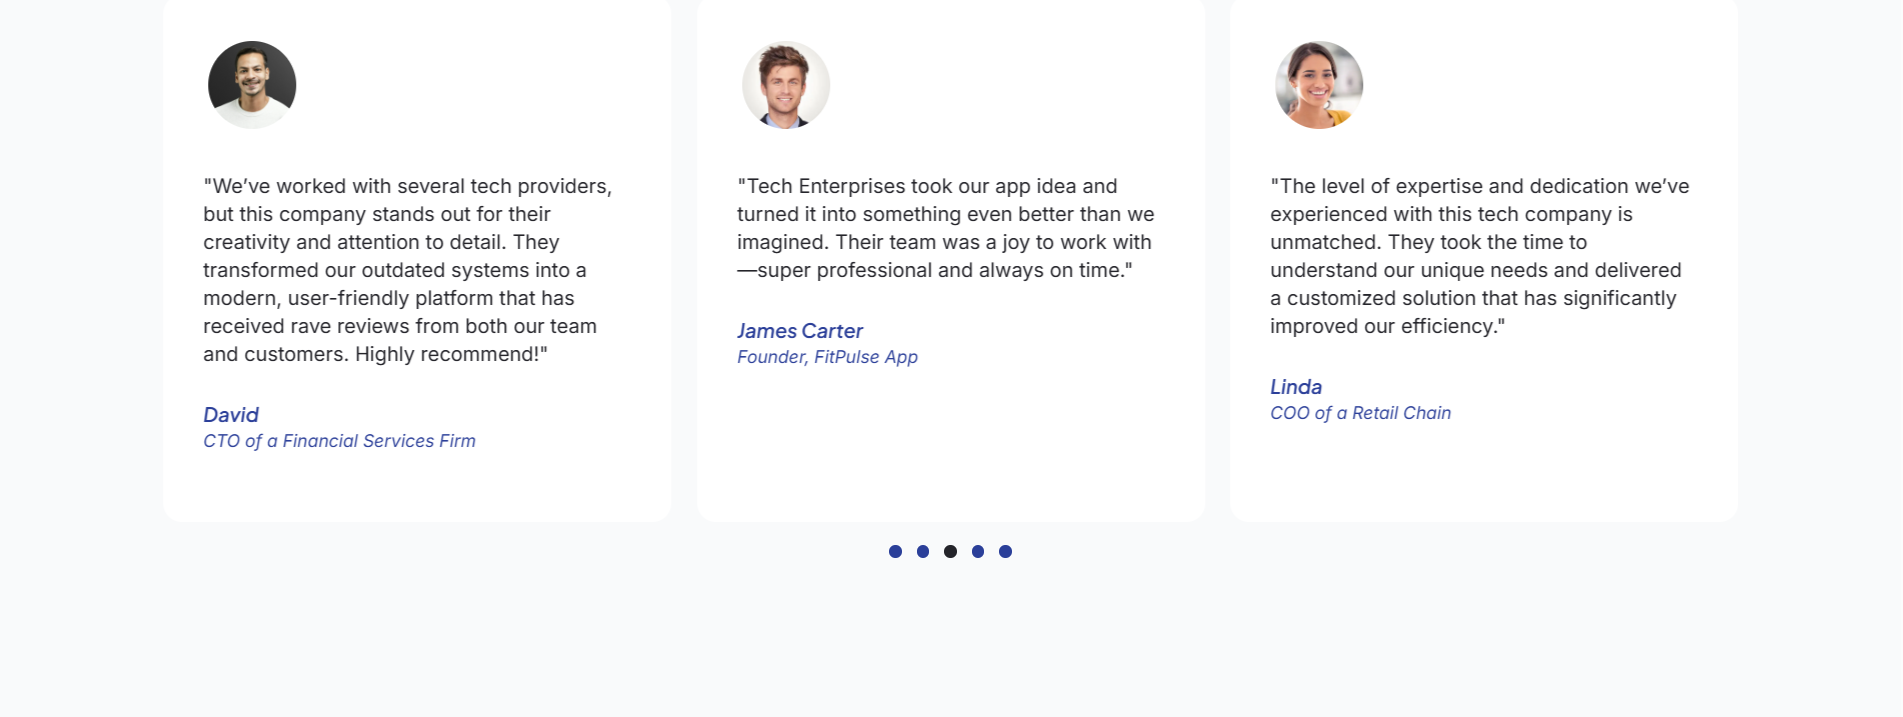 "We’ve worked with several tech providers,
but this company stands out for their
creativity and attention to detail. They
transformed our outdated systems into a
modern, user-friendly platform that has
received rave reviews from both our team
and customers. Highly recommend!"
David
CTO of a Financial Services Firm
"Tech Enterprises took our app idea and
turned it into something even better than we
imagined. Their team was a joy to work with
—super professional and always on time."
James Carter
Founder, FitPulse App
"The level of expertise and dedication we’ve
experienced with this tech company is
unmatched. They took the time to
understand our unique needs and delivered
a customized solution that has significantly
improved our efficiency."
Linda
COO of a Retail Chain